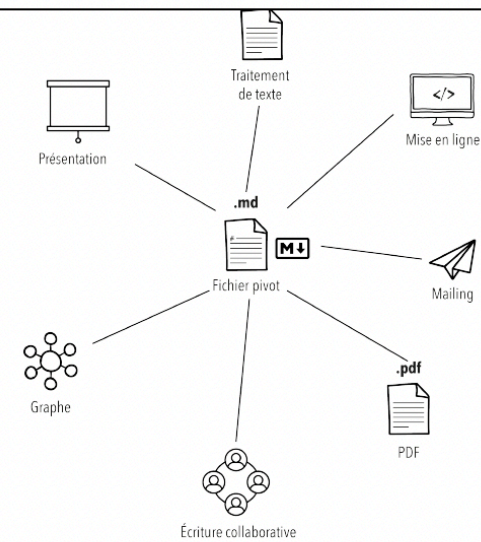 Traitement
de texte
</>
Mise en ligne
Présentation
.md
M
Fichier pivot
Mailing
Graphe
.pdf
PDF
Écriture collaborative